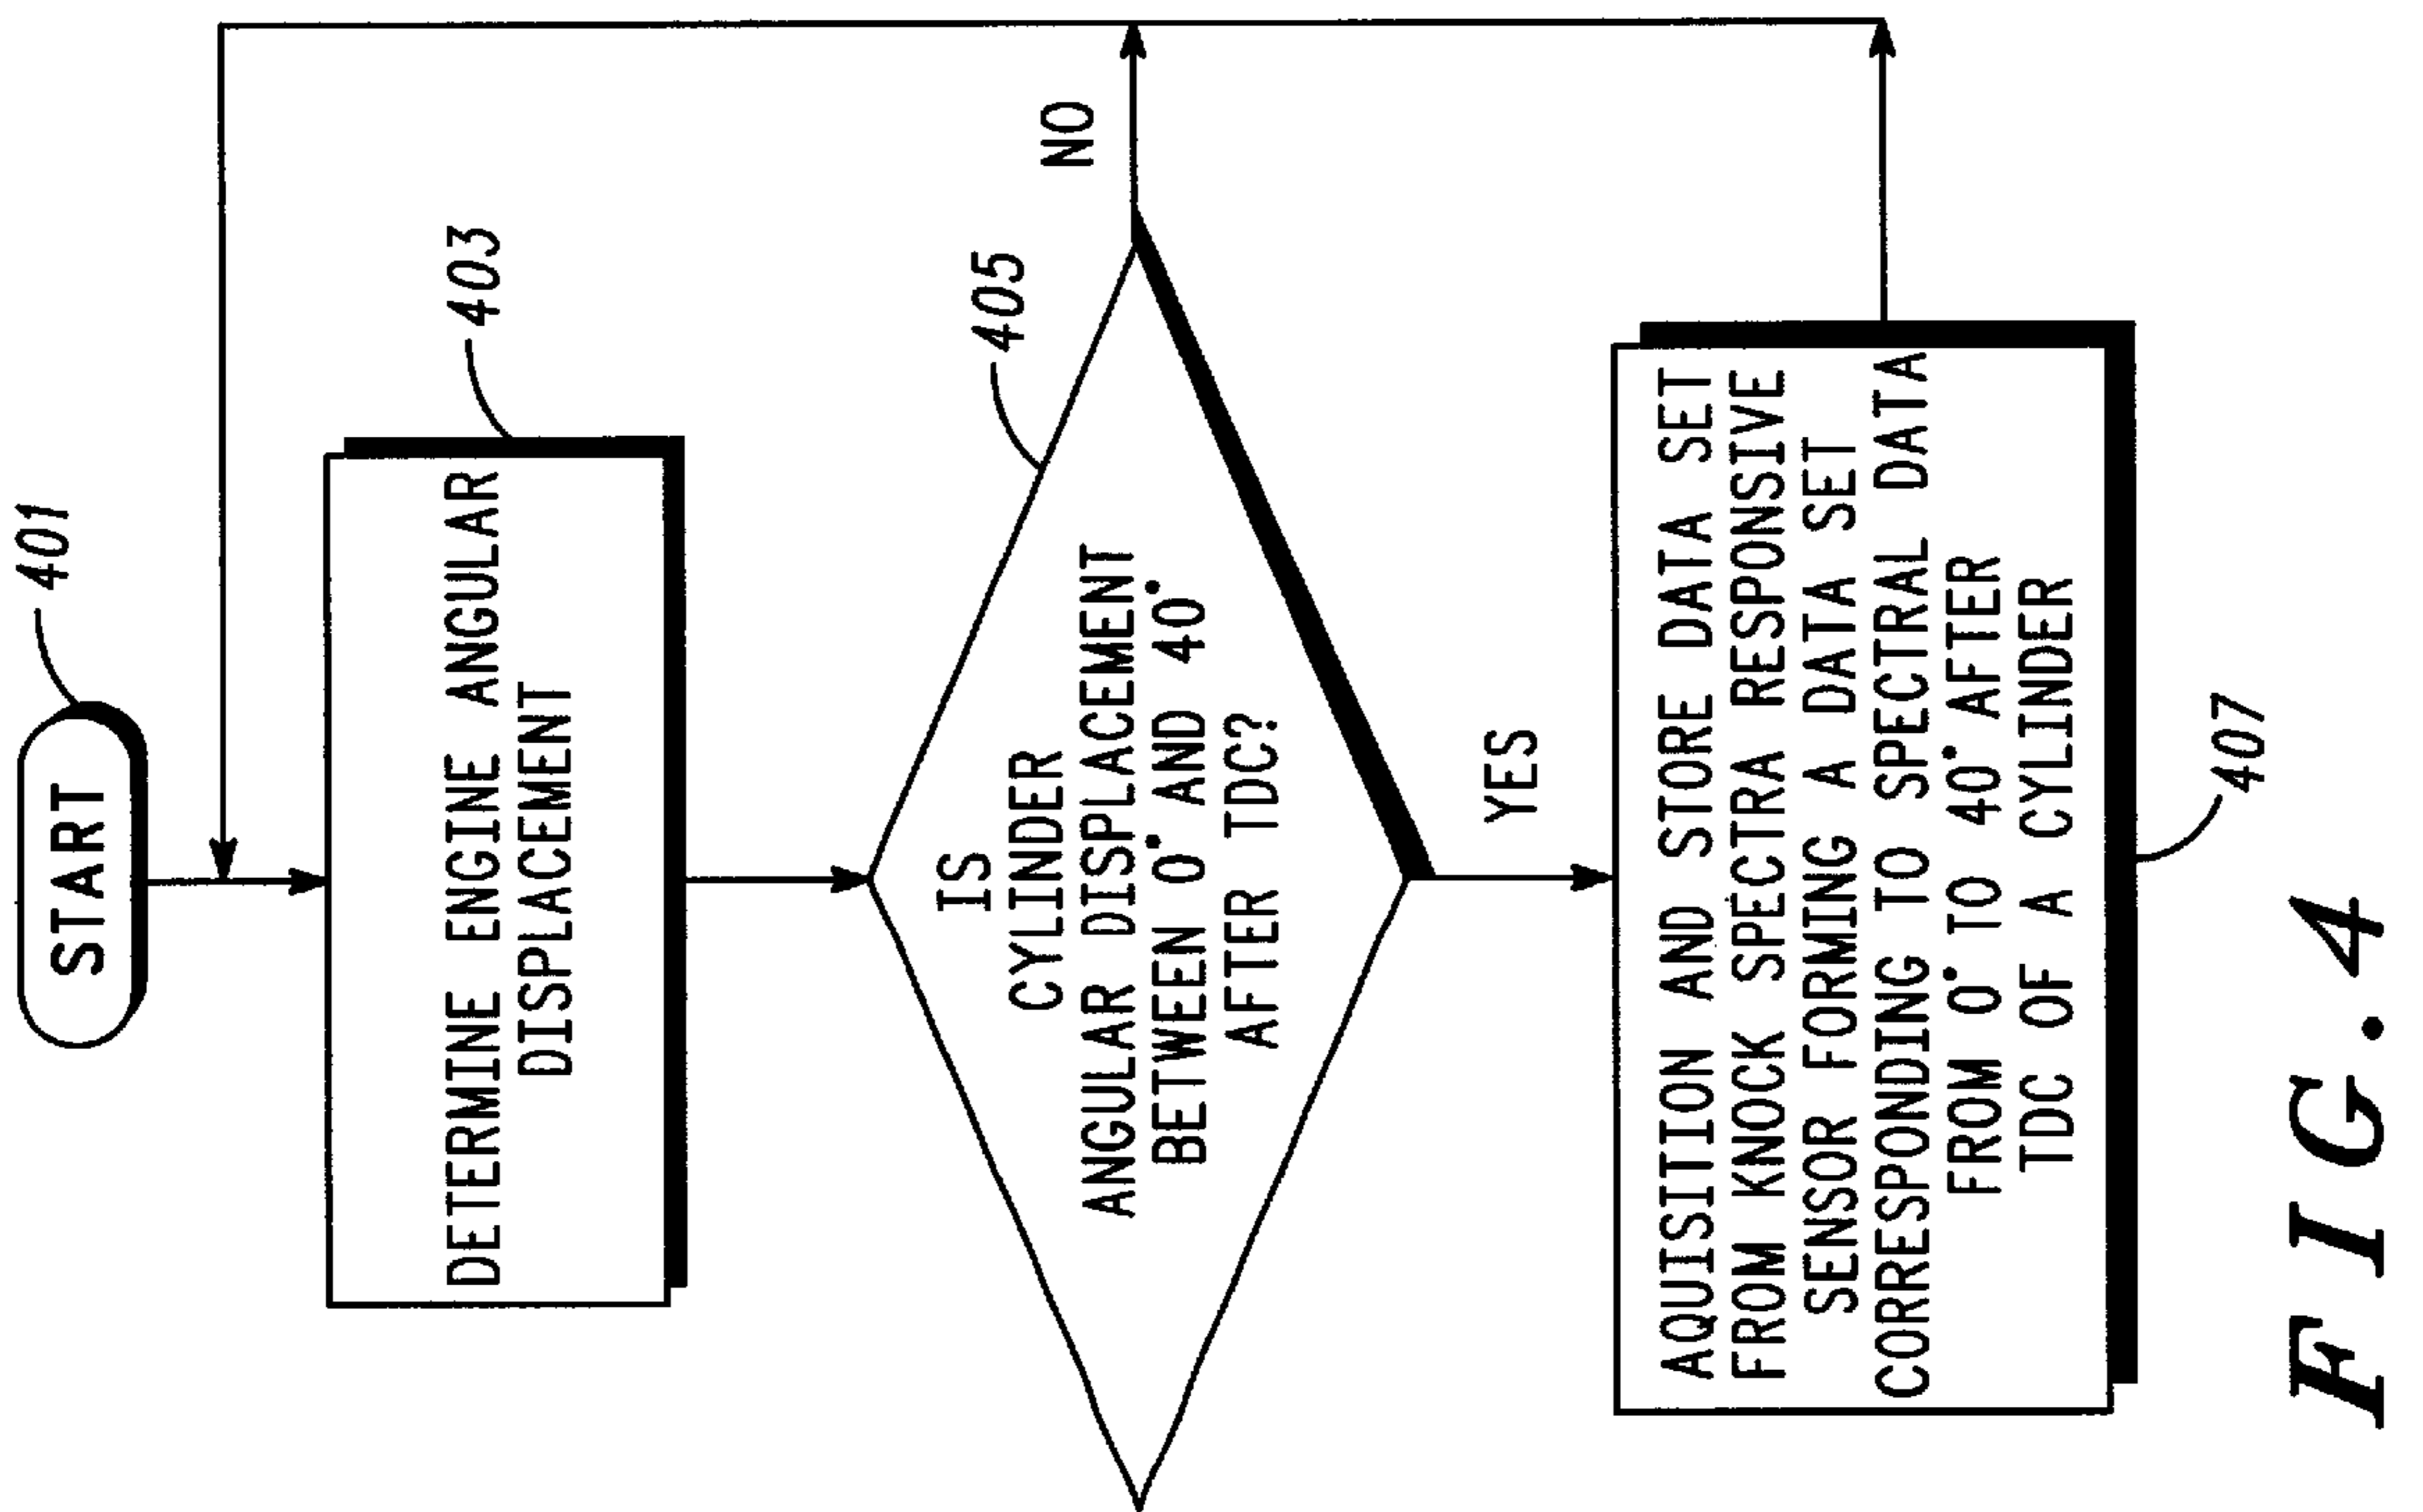 START
401
DETERMINE ENGINE ANGULAR
DISPLACEMENT
403
IS
CYLINDER
ANGULAR DISPLACEMENT
BETWEEN 0° AND 40°
AFTER TDC?
405
NO
YES
AQUISITION AND STORE DATA SET
FROM KNOCK SPECTRA RESPONSIVE
SENSOR FORMING A DATA SET
CORRESPONDING TO SPECTRAL DATA
FROM 0° TO 40° AFTER
TDC OF A CYLINDER
407
FIG. 4